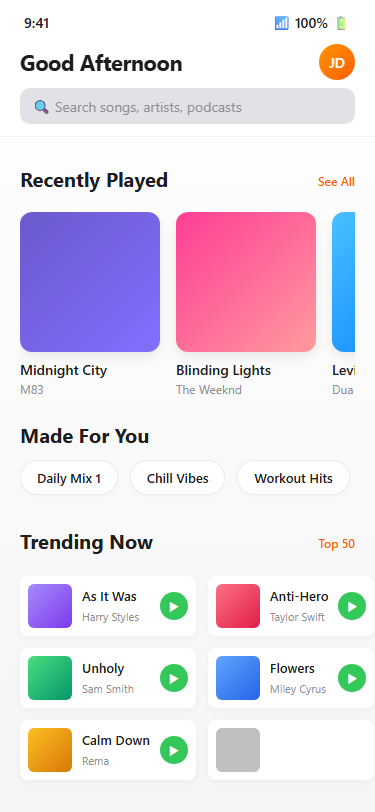 9:41 100%
Good Afternoon JD
Search songs, artists, podcasts
Recently Played See All
Midnight City Blinding Lights Levi
M83 The Weeknd Dua
Made For You
Daily Mix 1 Chill Vibes Workout Hits
Trending Now Top 50
As It Was Anti-Hero
Harry Styles Taylor Swift
Unholy Flowers
Sam Smith Miley Cyrus
Calm Down
Rema